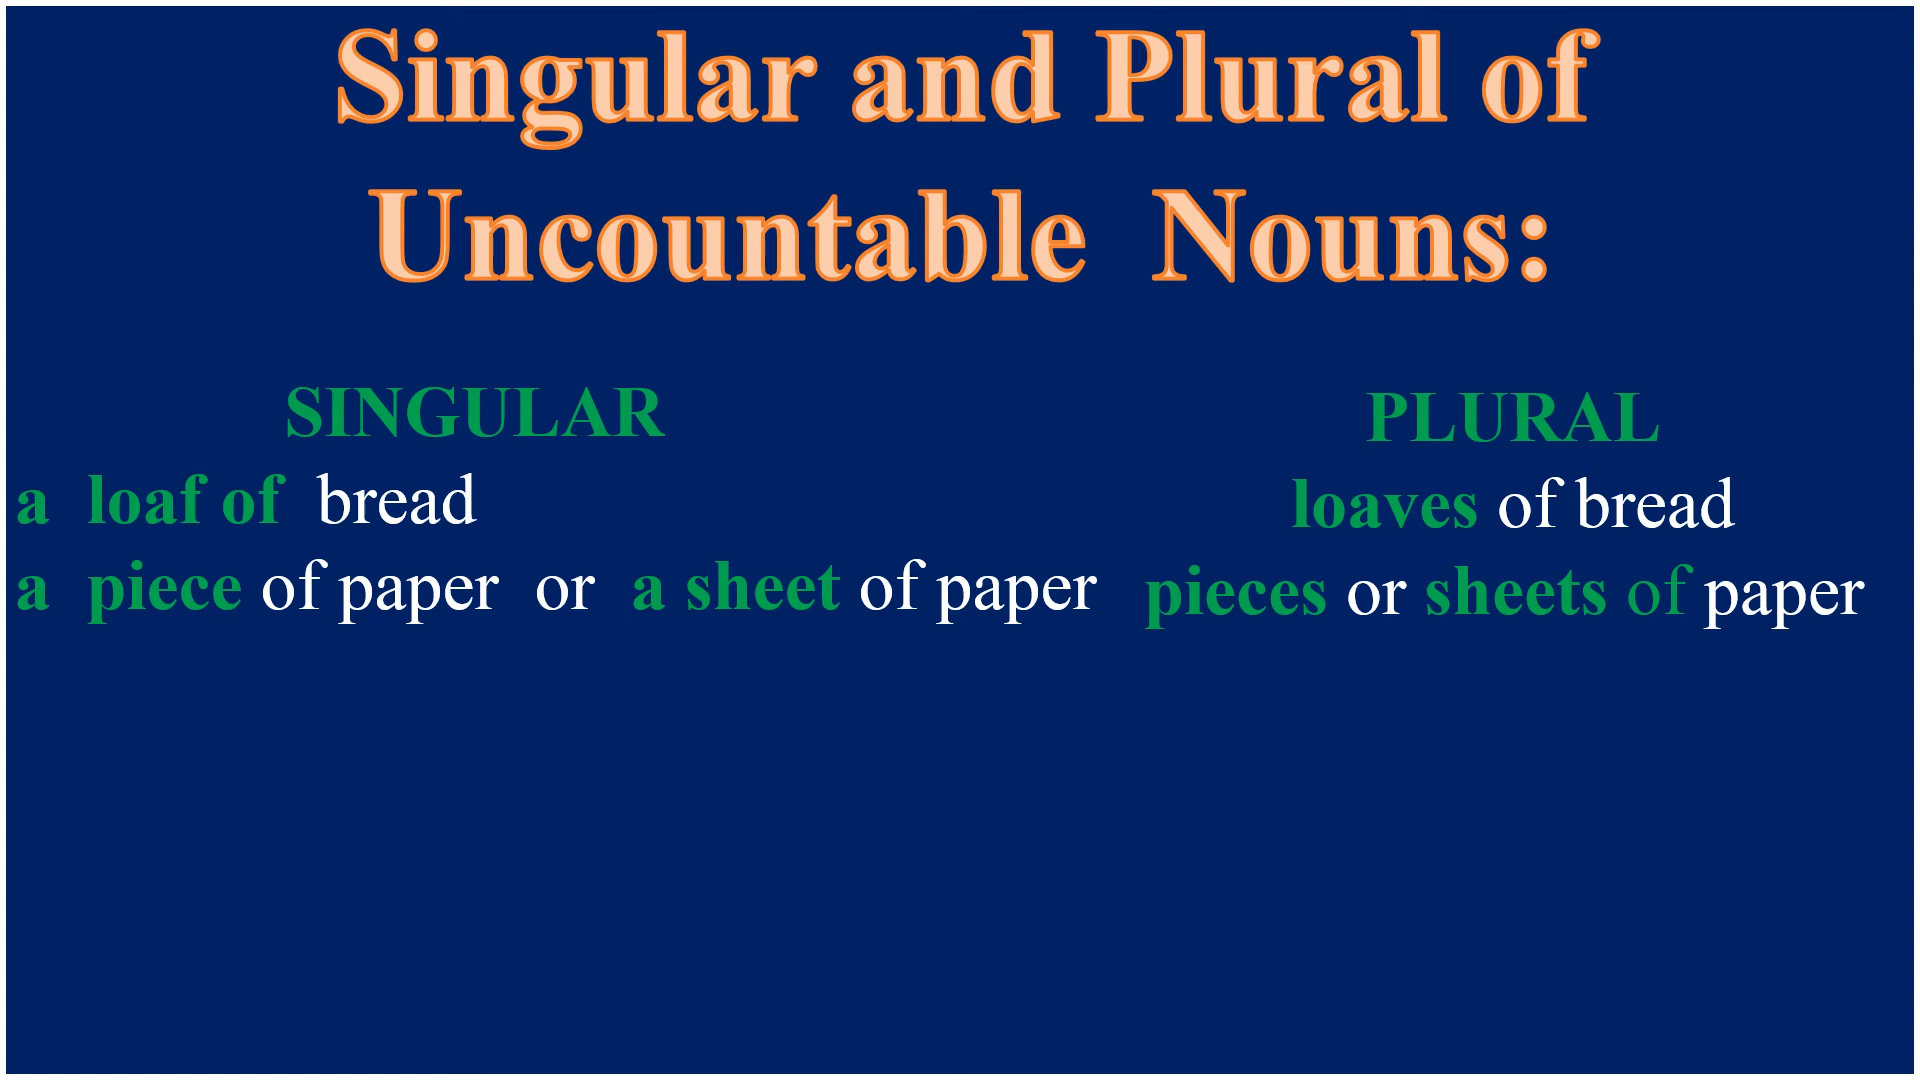 Singular and Plural of
Uncountable Nouns:
SINGULAR
a loaf of bread
a piece of paper or a sheet of paper
PLURAL
loaves of bread
pieces or sheets of paper